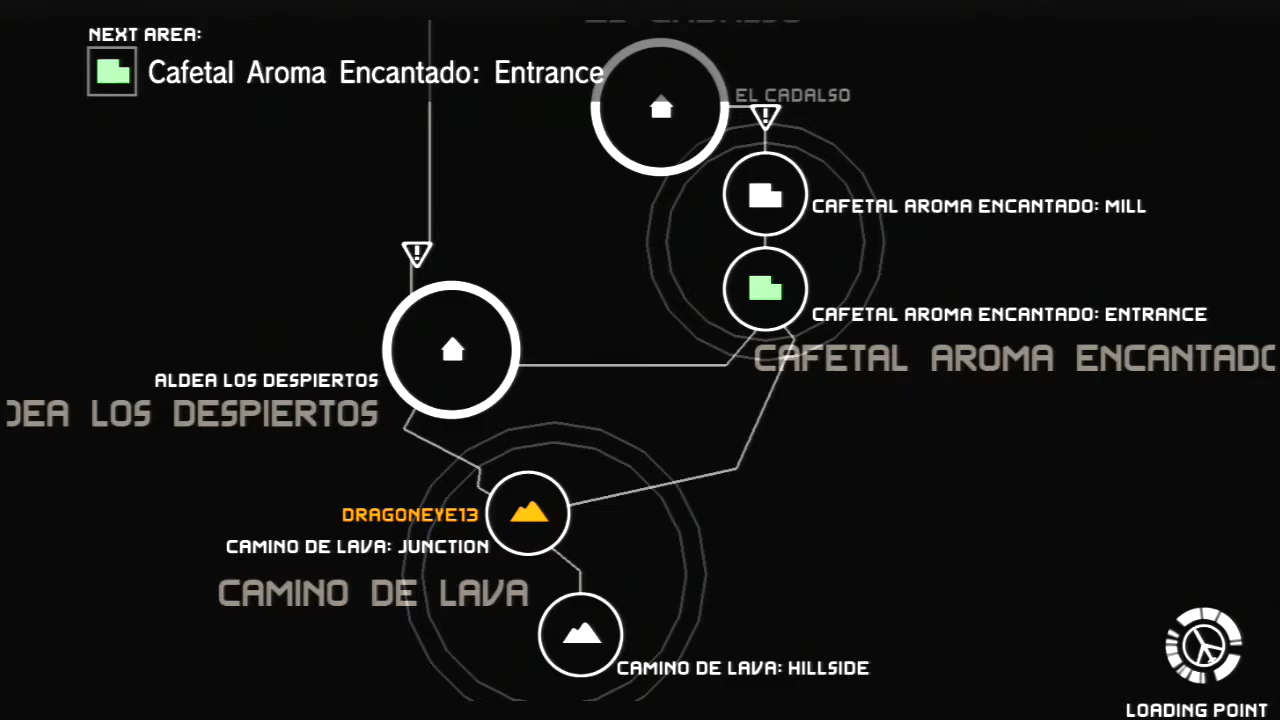 EL CADALSO
NEXT AREA:
Cafetal Aroma Encantado: Entrance
EL CADALSO
CAFETAL AROMA ENCANTADO: MILL
CAFETAL AROMA ENCANTADO: ENTRANCE
CAFETAL AROMA ENCANTADO
ALDEA LOS DESPIERTOS
DEA LOS DESPIERTOS
DRAGONEYE13
CAMINO DE LAVA: JUNCTION
CAMINO DE LAVA
CAMINO DE LAVA: HILLSIDE
LOADING POINT